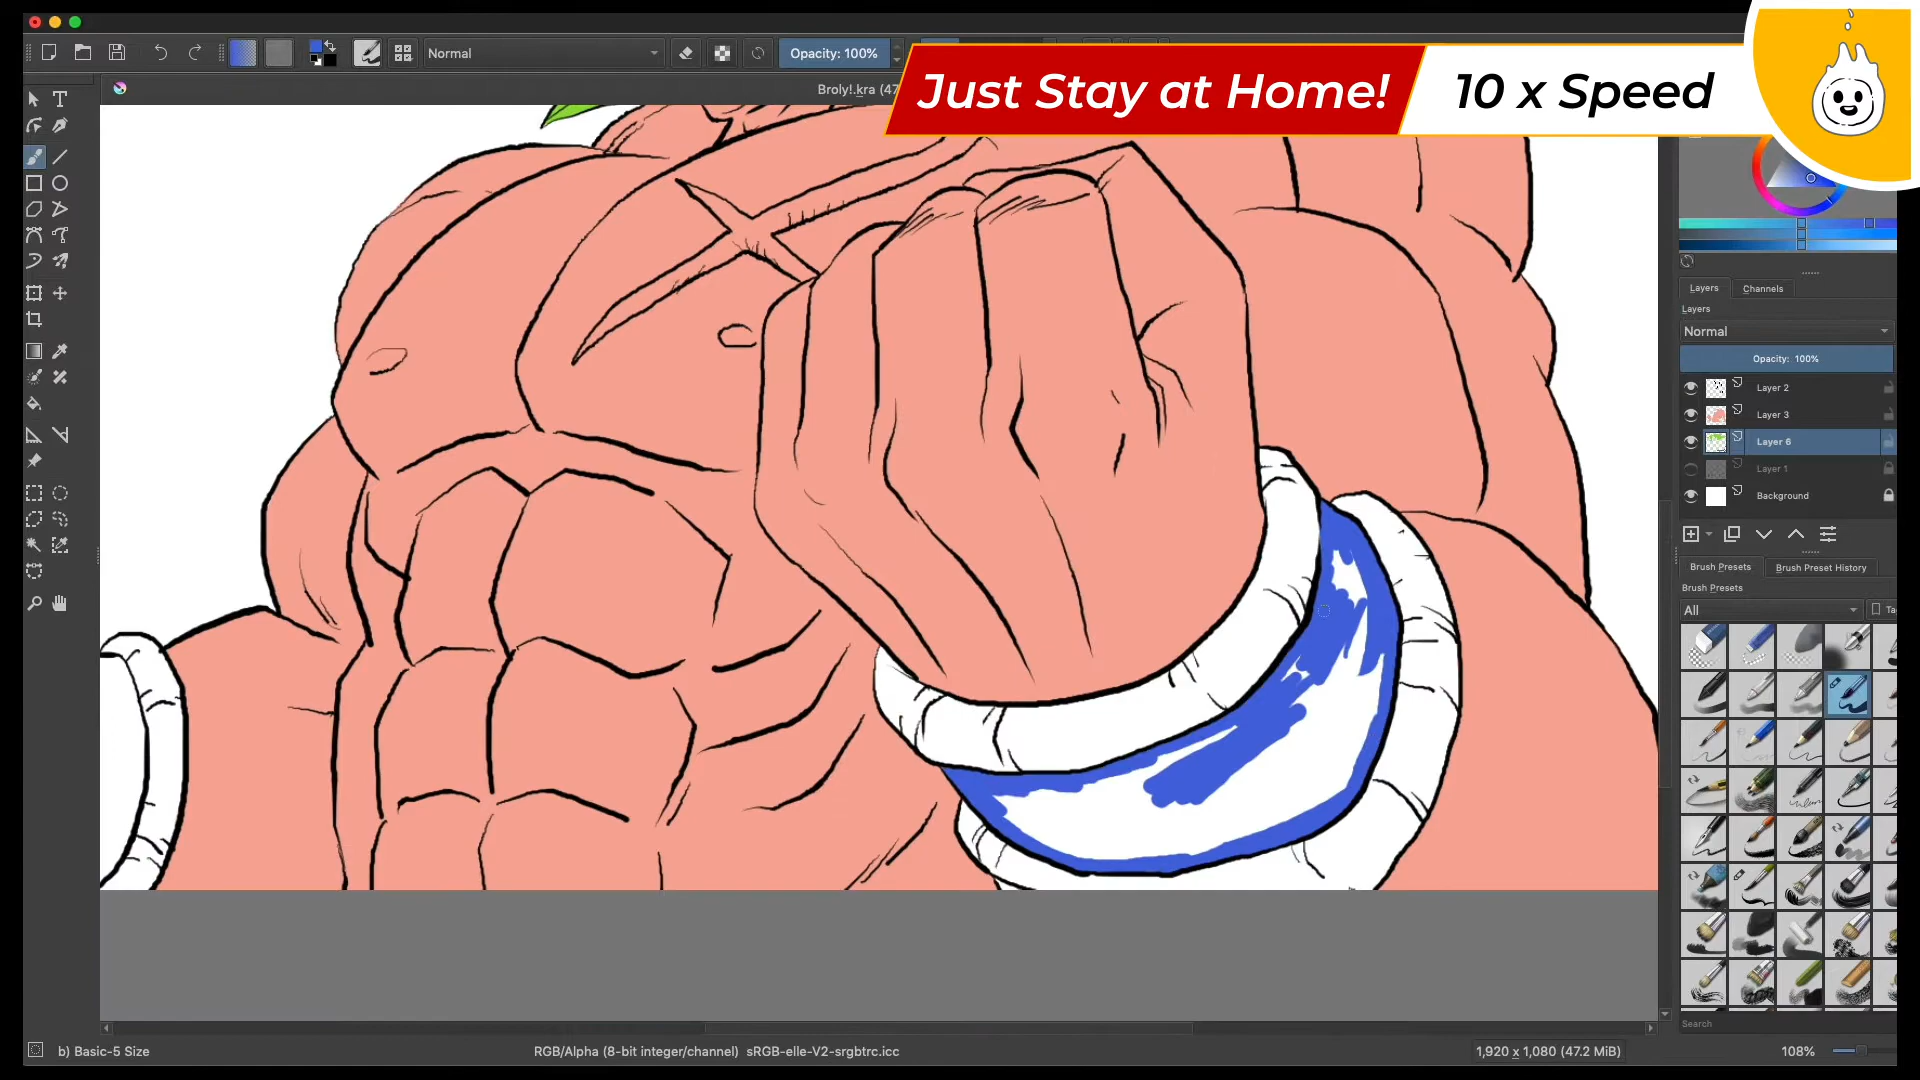 Normal
Opacity: 100%
Broly!.kra (47
Just Stay at Home!
10 x Speed
Layers
Channels
Layers
Normal
Opacity: 100%
Layer 2
Layer 3
Layer 6
Layer 1
Background
Brush Presets
Brush Preset History
Brush Presets
All
Ta
Search
b) Basic-5 Size
RGB/Alpha (8-bit integer/channel) sRGB-elle-V2-srgbtrc.icc
1,920 x 1,080 (47.2 MiB)
108%